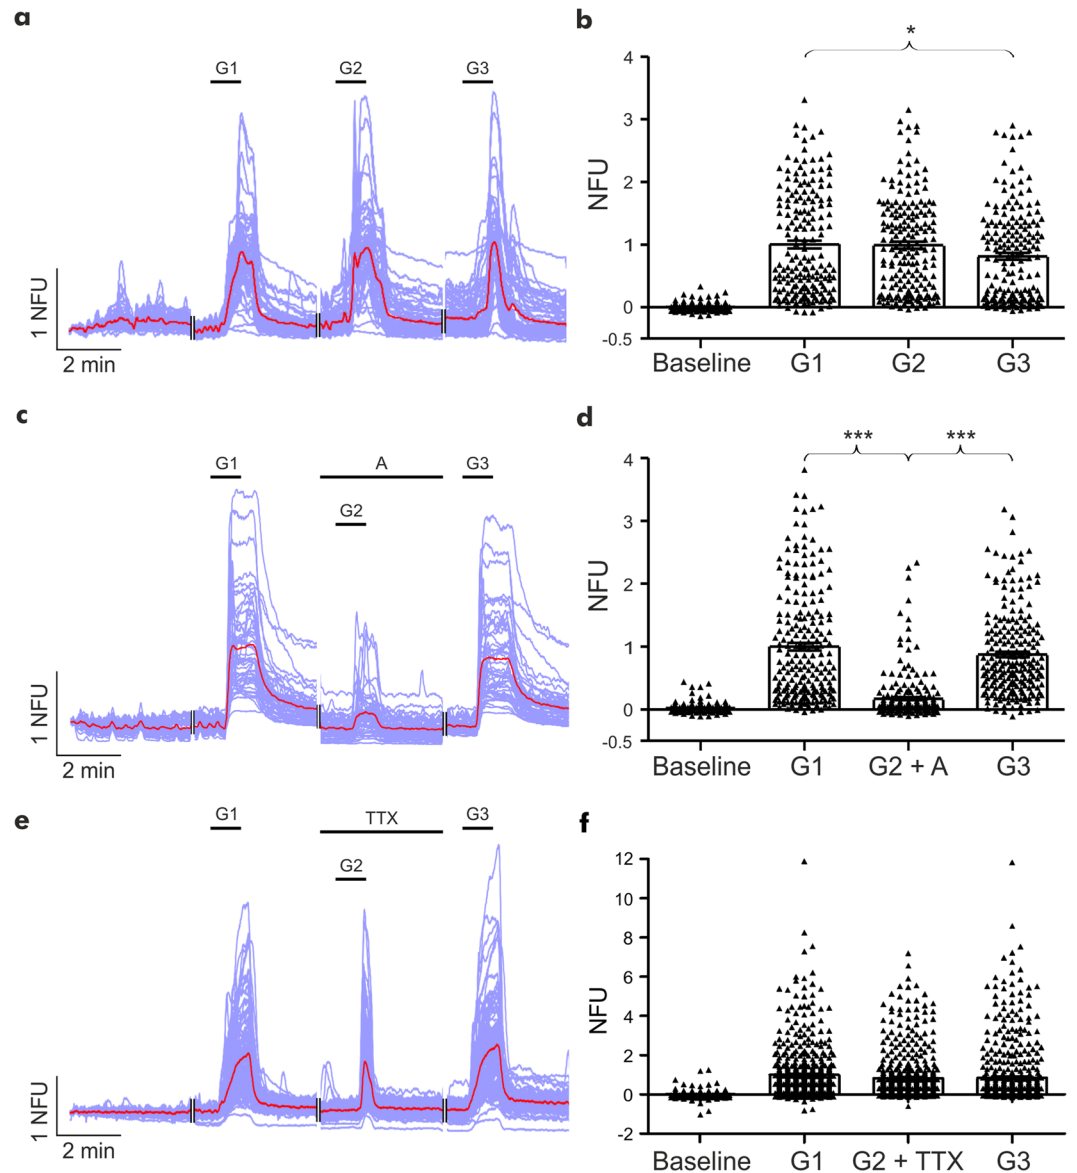 a
G1 G2 G3
1 NFU
2 min
b
*
4
3
2
1
0
-0.5
NFU
Baseline G1 G2 G3
c
G1 A G3
G2
1 NFU
2 min
d
*** ***
4
3
2
1
0
-0.5
NFU
Baseline G1 G2 + A G3
e
G1 TTX G3
G2
1 NFU
2 min
f
12
10
8
6
4
2
0
-2
NFU
Baseline G1 G2 + TTX G3